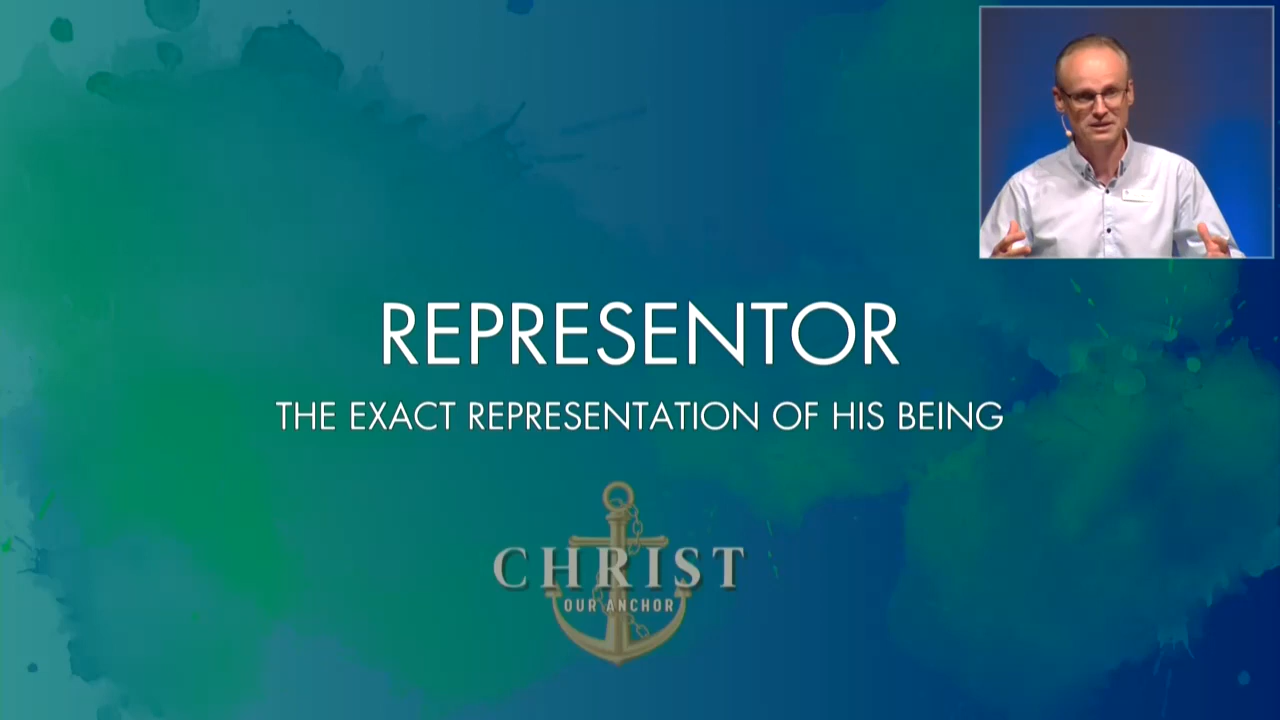 REPRESENTOR
THE EXACT REPRESENTATION OF HIS BEING
CHRIST
OUR ANCHOR